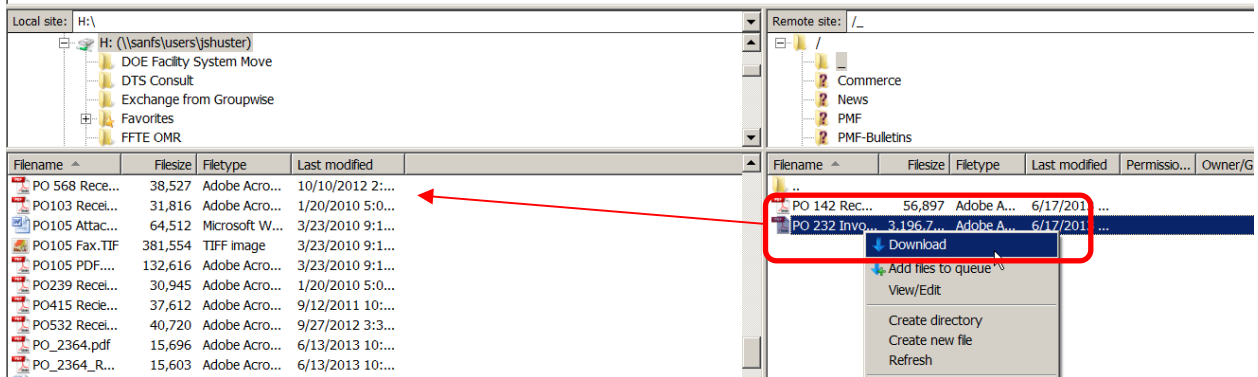 Local site: H:\
H: (\\sanfs\users\jshuster)
DOE Facility System Move
DTS Consult
Exchange from Groupwise
Favorites
FFTE OMR
Remote site: /_
/
_
? Commerce
? News
? PMF
? PMF-Bulletins
Filename Filesize Filetype Last modified
PO 568 Rece... 38,527 Adobe Acro... 10/10/2012 2:...
PO103 Recei... 31,816 Adobe Acro... 1/20/2010 5:0...
PO105 Attac... 64,512 Microsoft W... 3/23/2010 9:1...
PO105 Fax.TIF 381,554 TIFF image 3/23/2010 9:1...
PO105 PDF.... 132,616 Adobe Acro... 3/23/2010 9:1...
PO239 Recei... 30,945 Adobe Acro... 1/20/2010 5:0...
PO415 Recie... 37,612 Adobe Acro... 9/12/2011 10:...
PO532 Recei... 40,720 Adobe Acro... 9/27/2012 3:3...
PO_2364.pdf 15,696 Adobe Acro... 6/13/2013 10:...
PO_2364_R... 15,603 Adobe Acro... 6/13/2013 10:...
Filename Filesize Filetype Last modified Permissio... Owner/G
..
PO 142 Rec... 56,897 Adobe A... ...
PO 232 Invo... 3,196,7... Adobe A... ...
Download
Add files to queue
View/Edit
Create directory
Create new file
Refresh